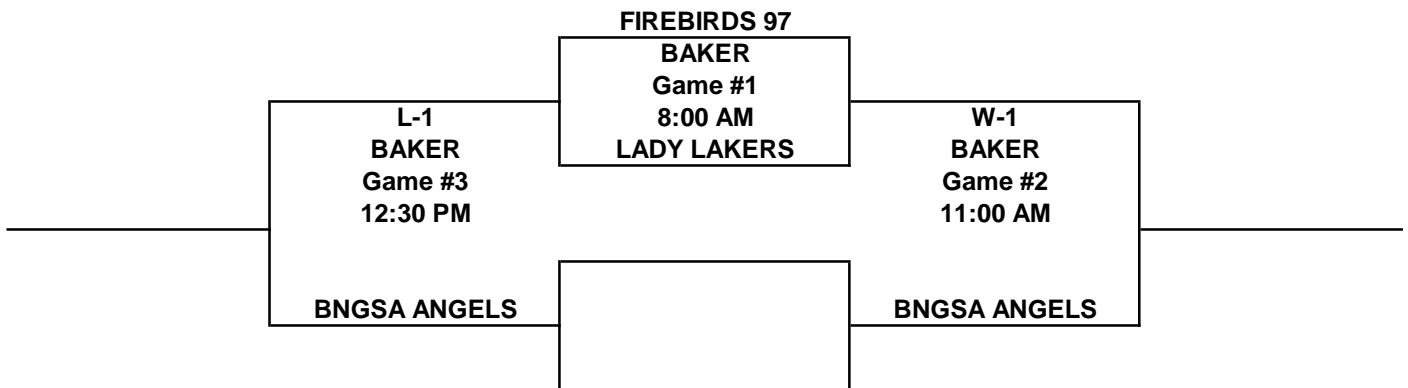 FIREBIRDS 97
BAKER
Game #1
8:00 AM
LADY LAKERS
L-1
BAKER
Game #3
12:30 PM
BNGSA ANGELS
W-1
BAKER
Game #2
11:00 AM
BNGSA ANGELS